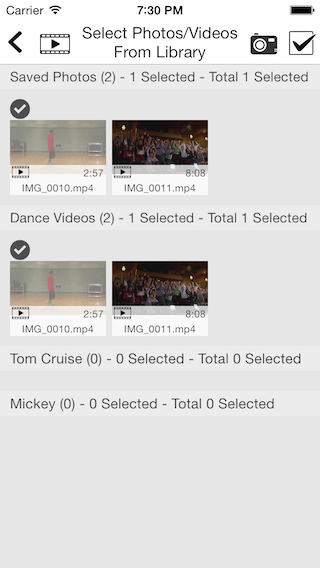 Carrier 7:30 PM
Select Photos/Videos
From Library
Saved Photos (2) - 1 Selected - Total 1 Selected
2:57 8:08
IMG_0010.mp4 IMG_0011.mp4
Dance Videos (2) - 1 Selected - Total 1 Selected
2:57 8:08
IMG_0010.mp4 IMG_0011.mp4
Tom Cruise (0) - 0 Selected - Total 0 Selected
Mickey (0) - 0 Selected - Total 0 Selected